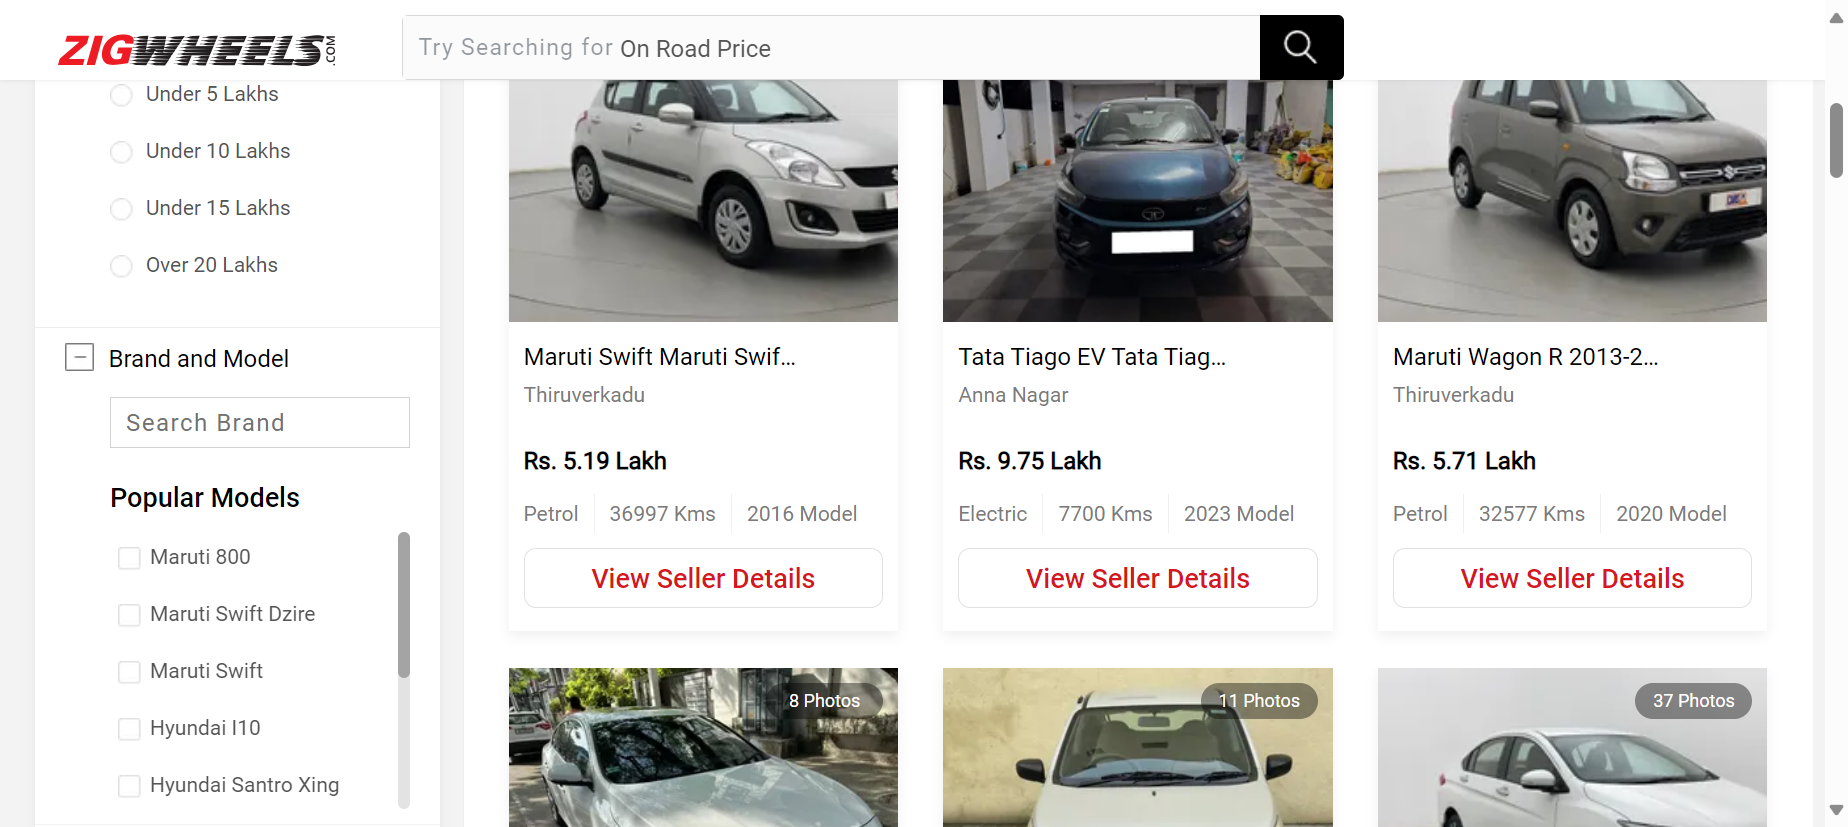 ZIGWHEELS.COM
Try Searching for On Road Price
Under 5 Lakhs
Under 10 Lakhs
Under 15 Lakhs
Over 20 Lakhs
Brand and Model
Search Brand
Popular Models
Maruti 800
Maruti Swift Dzire
Maruti Swift
Hyundai I10
Hyundai Santro Xing
Maruti Swift Maruti Swif...
Thiruverkadu
Rs. 5.19 Lakh
Petrol 36997 Kms 2016 Model
View Seller Details
Tata Tiago EV Tata Tiag...
Anna Nagar
Rs. 9.75 Lakh
Electric 7700 Kms 2023 Model
View Seller Details
Maruti Wagon R 2013-2...
Thiruverkadu
Rs. 5.71 Lakh
Petrol 32577 Kms 2020 Model
View Seller Details
8 Photos
11 Photos
37 Photos